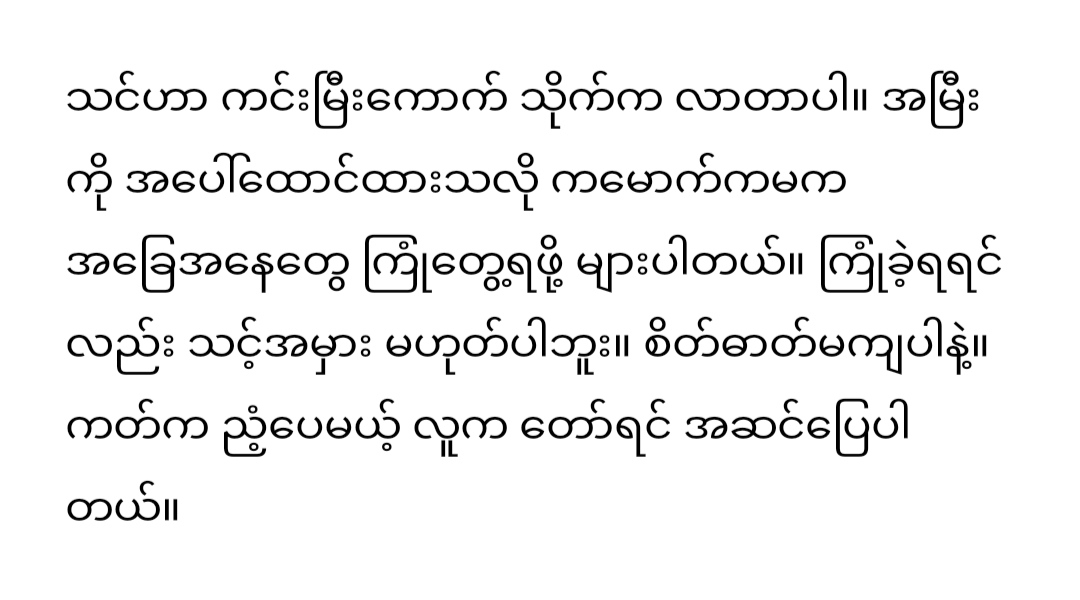 သင်ဟာ ကင်းမြီးကောက် သိုက်က လာတာပါ။ အမြီး
ကို အပေါ်ထောင်ထားသလို ကမောက်ကမက
အခြေအနေတွေ ကြုံတွေ့ရဖို့ များပါတယ်။ ကြုံခဲ့ရရင်
လည်း သင့်အမှား မဟုတ်ပါဘူး။ စိတ်ဓာတ်မကျပါနဲ့။
ကတ်က ညံ့ပေမယ့် လူက တော်ရင် အဆင်ပြေပါ
တယ်။